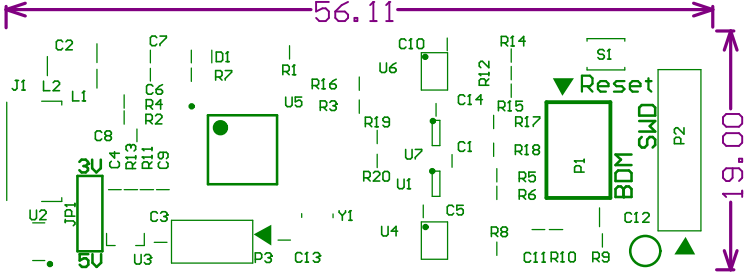 56.11
C2
C7
D1
C10
R14
S1
J1
L2
L1
C6
R7
R1
R16
U6
R12
Reset
R4
R2
U5
R3
C14
R15
SWD
P2
19.00
C8
R19
R17
3V
C4
R13
R11
C9
U7
C1
R18
P1
BDM
R20
U1
R5
R6
U2
JP1
C3
Y1
C5
C12
5V
U3
P3
C13
U4
R8
C11
R10
R9